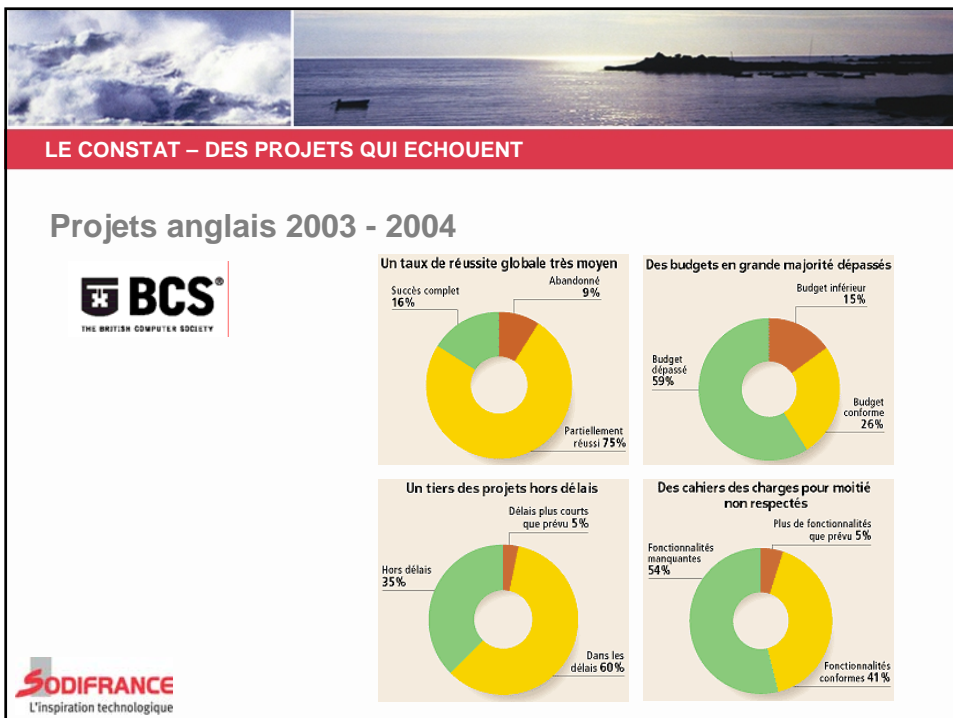 LE CONSTAT – DES PROJETS QUI ECHOUENT
Projets anglais 2003 - 2004
BCS®
THE BRITISH COMPUTER SOCIETY
Un taux de réussite globale très moyen
Succès complet
16%
Abandonné
9%
Partiellement
réussi 75%
Des budgets en grande majorité dépassés
Budget inférieur
15%
Budget
dépassé
59%
Budget
conforme
26%
Un tiers des projets hors délais
Délais plus courts
que prévu 5%
Hors délais
35%
Dans les
délais 60%
Des cahiers des charges pour moitié
non respectés
Plus de fonctionnalités
que prévu 5%
Fonctionnalités
manquantes
54%
Fonctionnalités
conformes 41%
SODIFRANCE
L'inspiration technologique